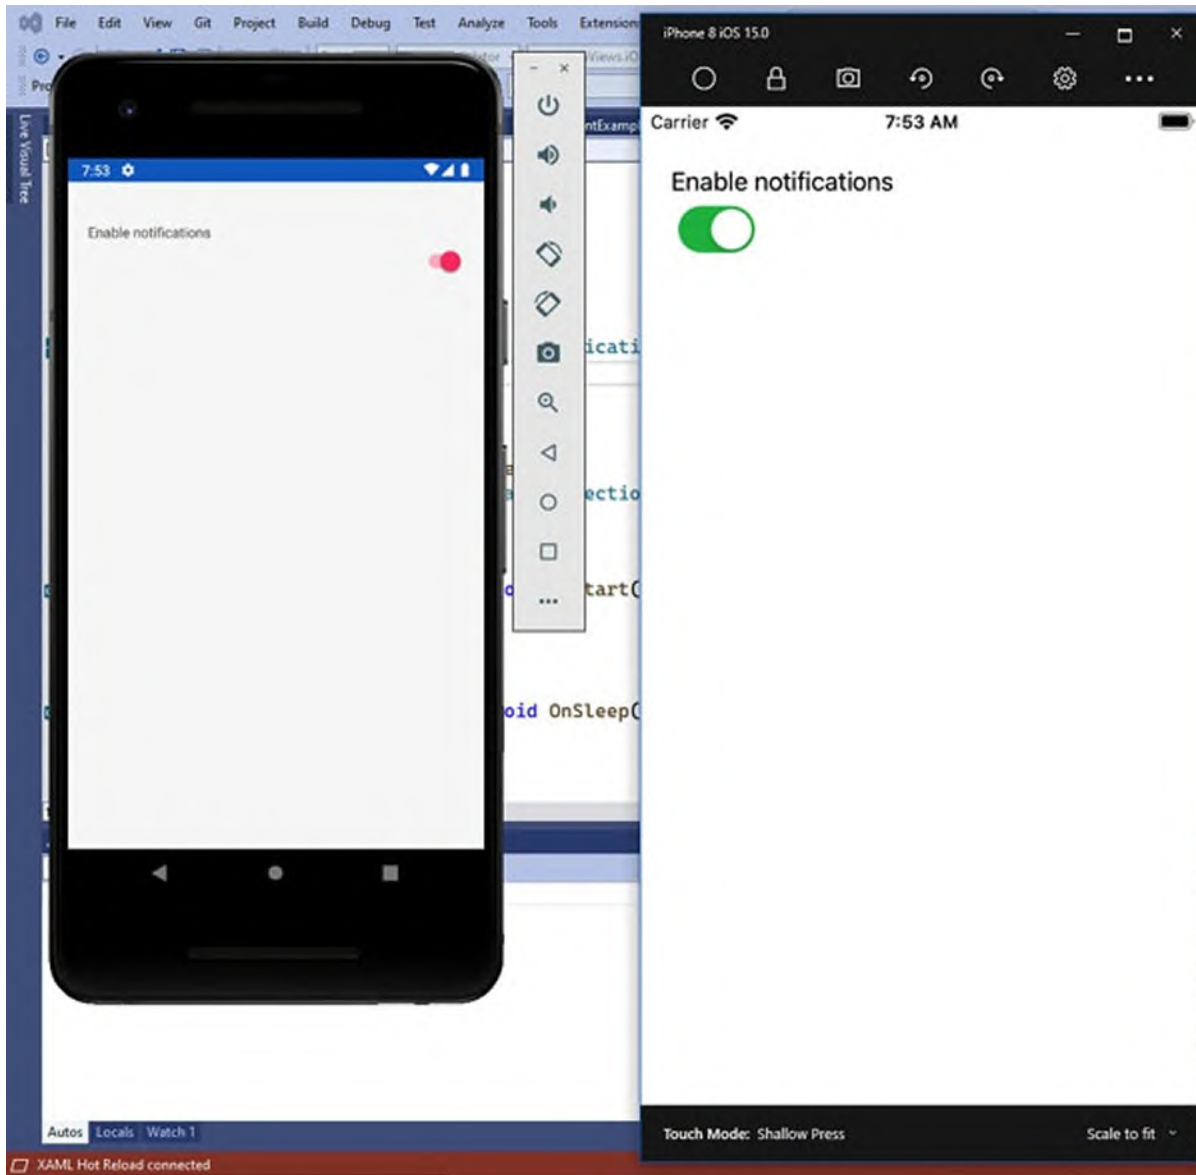 File Edit View Git Project Build Debug Test Analyze Tools Extension
iPhone 8 iOS 15.0
Live Visual Tree
Carrier 7:53 AM
7:53
Enable notifications
Enable notifications
icati
ectio
tart(
oid OnSleep(
Autos Locals Watch 1
Touch Mode: Shallow Press Scale to fit
XAML Hot Reload connected